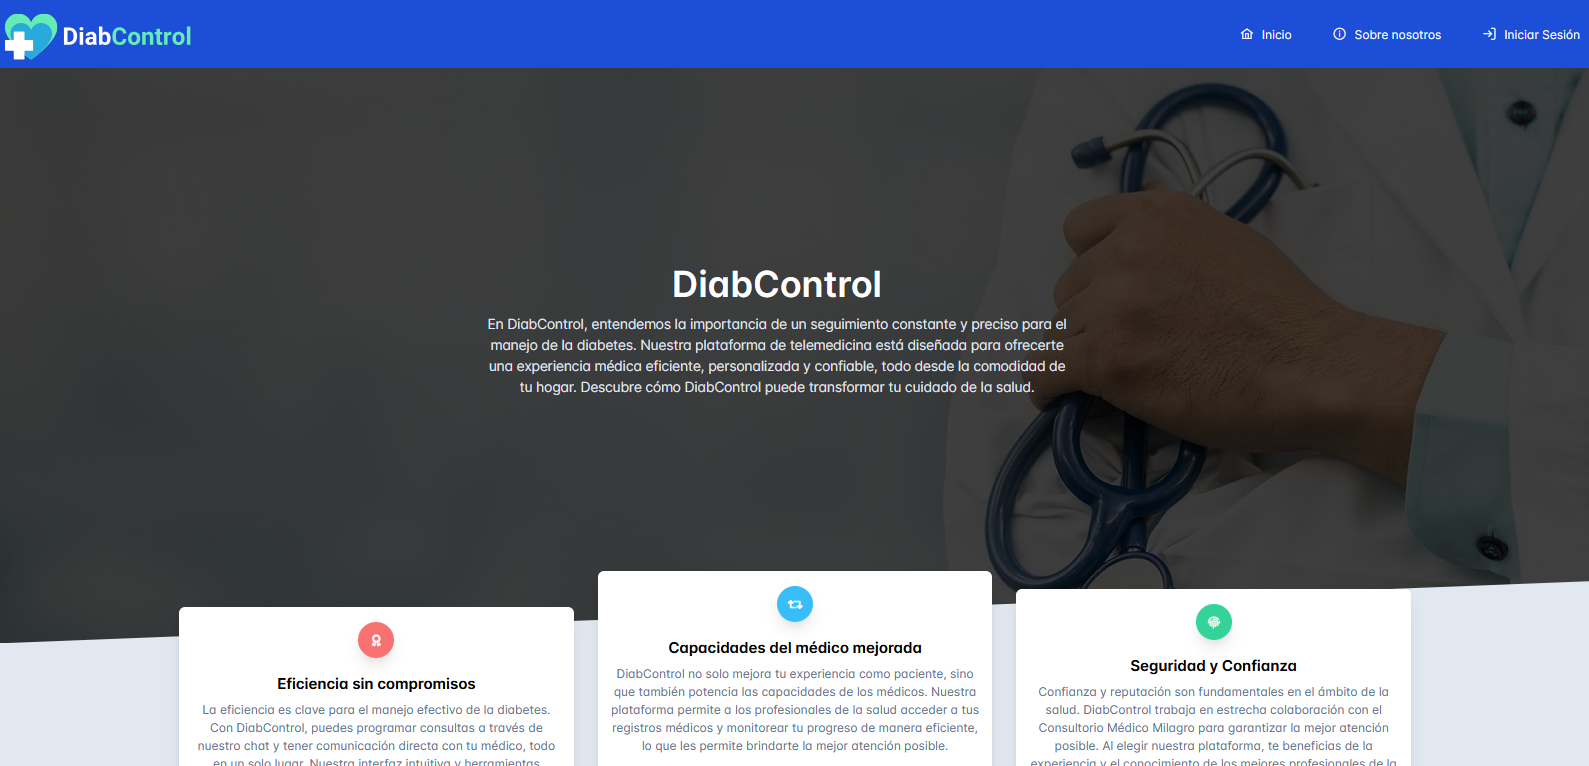 DiabControl
Inicio
Sobre nosotros
Iniciar Sesión
DiabControl
En DiabControl, entendemos la importancia de un seguimiento constante y preciso para el
manejo de la diabetes. Nuestra plataforma de telemedicina está diseñada para ofrecerte
una experiencia médica eficiente, personalizada y confiable, todo desde la comodidad de
tu hogar. Descubre cómo DiabControl puede transformar tu cuidado de la salud.
Eficiencia sin compromisos
La eficiencia es clave para el manejo efectivo de la diabetes.
Con DiabControl, puedes programar consultas a través de
nuestro chat y tener comunicación directa con tu médico, todo
en un solo lugar. Nuestra interfaz intuitiva y herramientas
Capacidades del médico mejorada
DiabControl no solo mejora tu experiencia como paciente, sino
que también potencia las capacidades de los médicos. Nuestra
plataforma permite a los profesionales de la salud acceder a tus
registros médicos y monitorear tu progreso de manera eficiente,
lo que les permite brindarte la mejor atención posible.
Seguridad y Confianza
Confianza y reputación son fundamentales en el ámbito de la
salud. DiabControl trabaja en estrecha colaboración con el
Consultorio Médico Milagro para garantizar la mejor atención
posible. Al elegir nuestra plataforma, te beneficias de la
experiencia y el conocimiento de los mejores profesionales de la